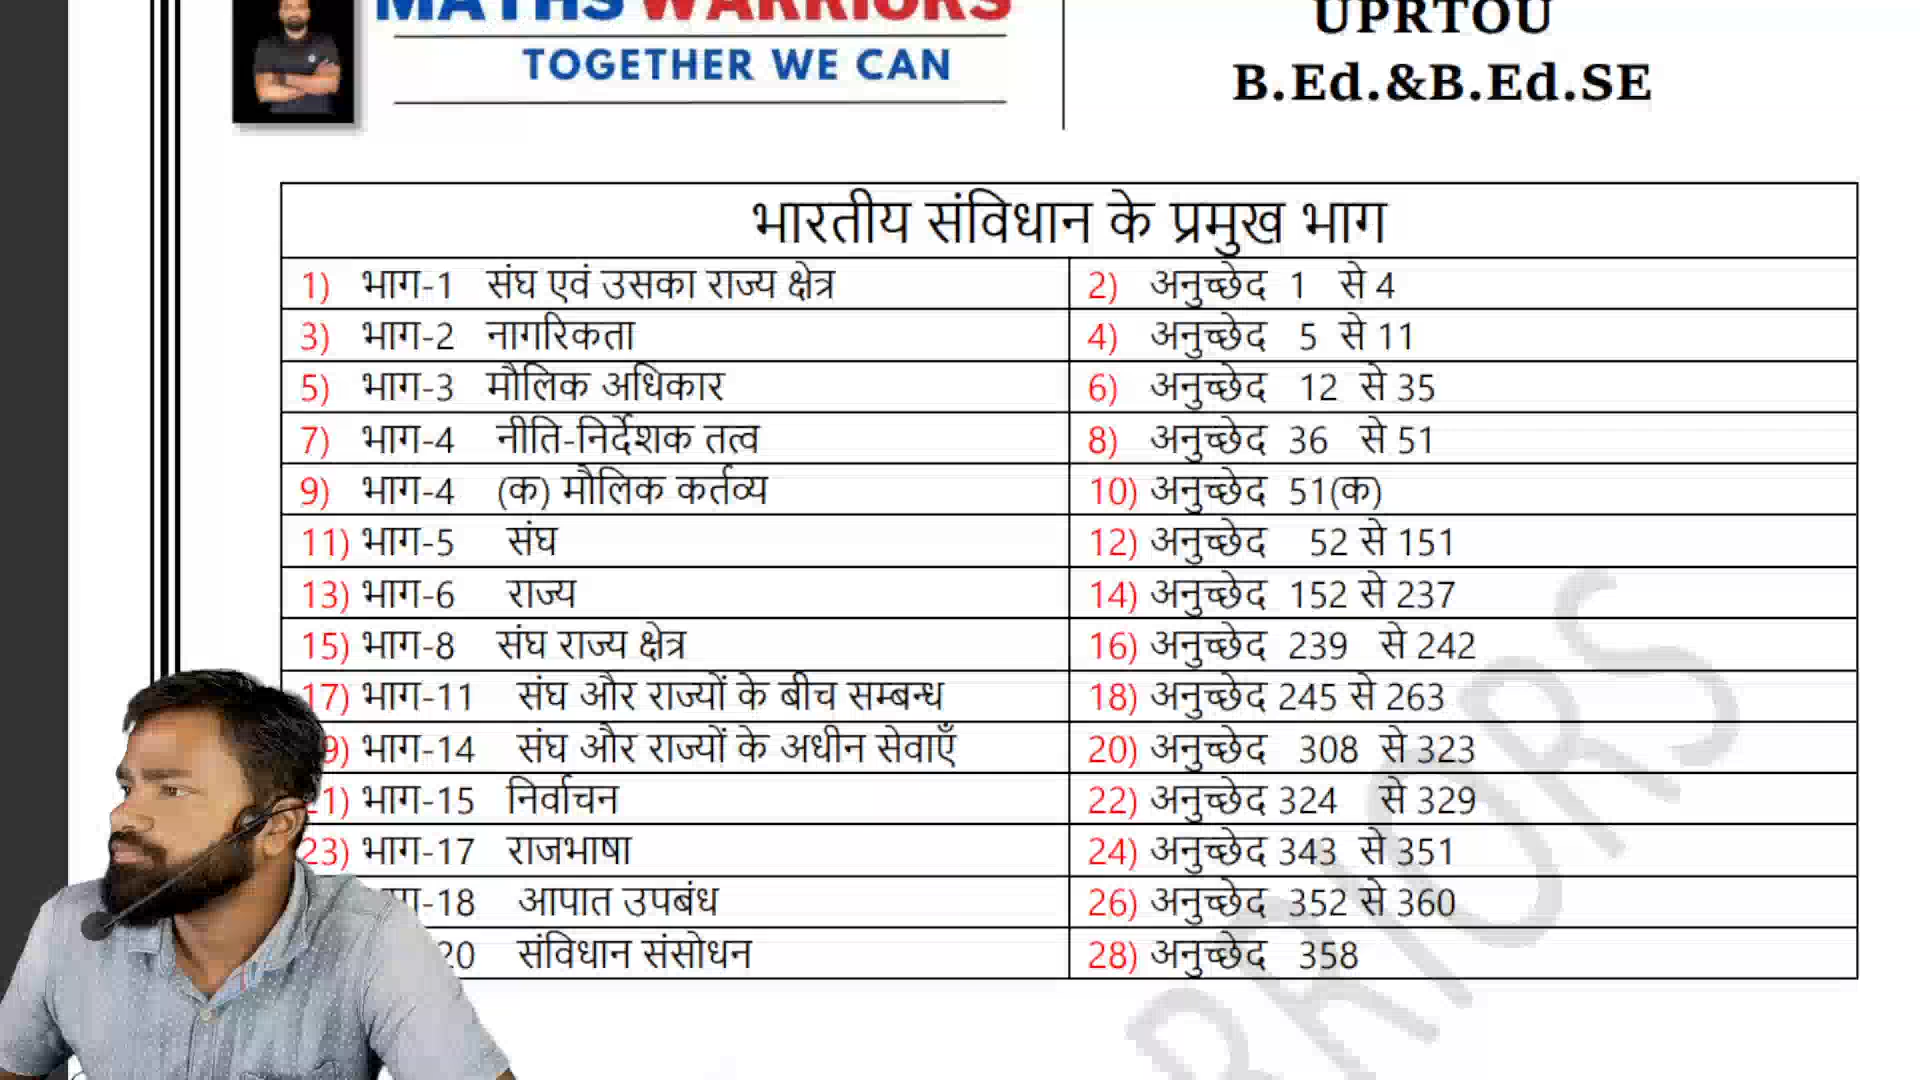 MATHS WARRIORS
TOGETHER WE CAN
UPRTOU
B.Ed.&B.Ed.SE
भारतीय संविधान के प्रमुख भाग
1) भाग-1 संघ एवं उसका राज्य क्षेत्र 2) अनुच्छेद 1 से 4
3) भाग-2 नागरिकता 4) अनुच्छेद 5 से 11
5) भाग-3 मौलिक अधिकार 6) अनुच्छेद 12 से 35
7) भाग-4 नीति-निर्देशक तत्व 8) अनुच्छेद 36 से 51
9) भाग-4 (क) मौलिक कर्तव्य 10) अनुच्छेद 51(क)
11) भाग-5 संघ 12) अनुच्छेद 52 से 151
13) भाग-6 राज्य 14) अनुच्छेद 152 से 237
15) भाग-8 संघ राज्य क्षेत्र 16) अनुच्छेद 239 से 242
17) भाग-11 संघ और राज्यों के बीच सम्बन्ध 18) अनुच्छेद 245 से 263
9) भाग-14 संघ और राज्यों के अधीन सेवाएँ 20) अनुच्छेद 308 से 323
21) भाग-15 निर्वाचन 22) अनुच्छेद 324 से 329
23) भाग-17 राजभाषा 24) अनुच्छेद 343 से 351
-18 आपात उपबंध 26) अनुच्छेद 352 से 360
20 संविधान संसोधन 28) अनुच्छेद 358
RRIORS